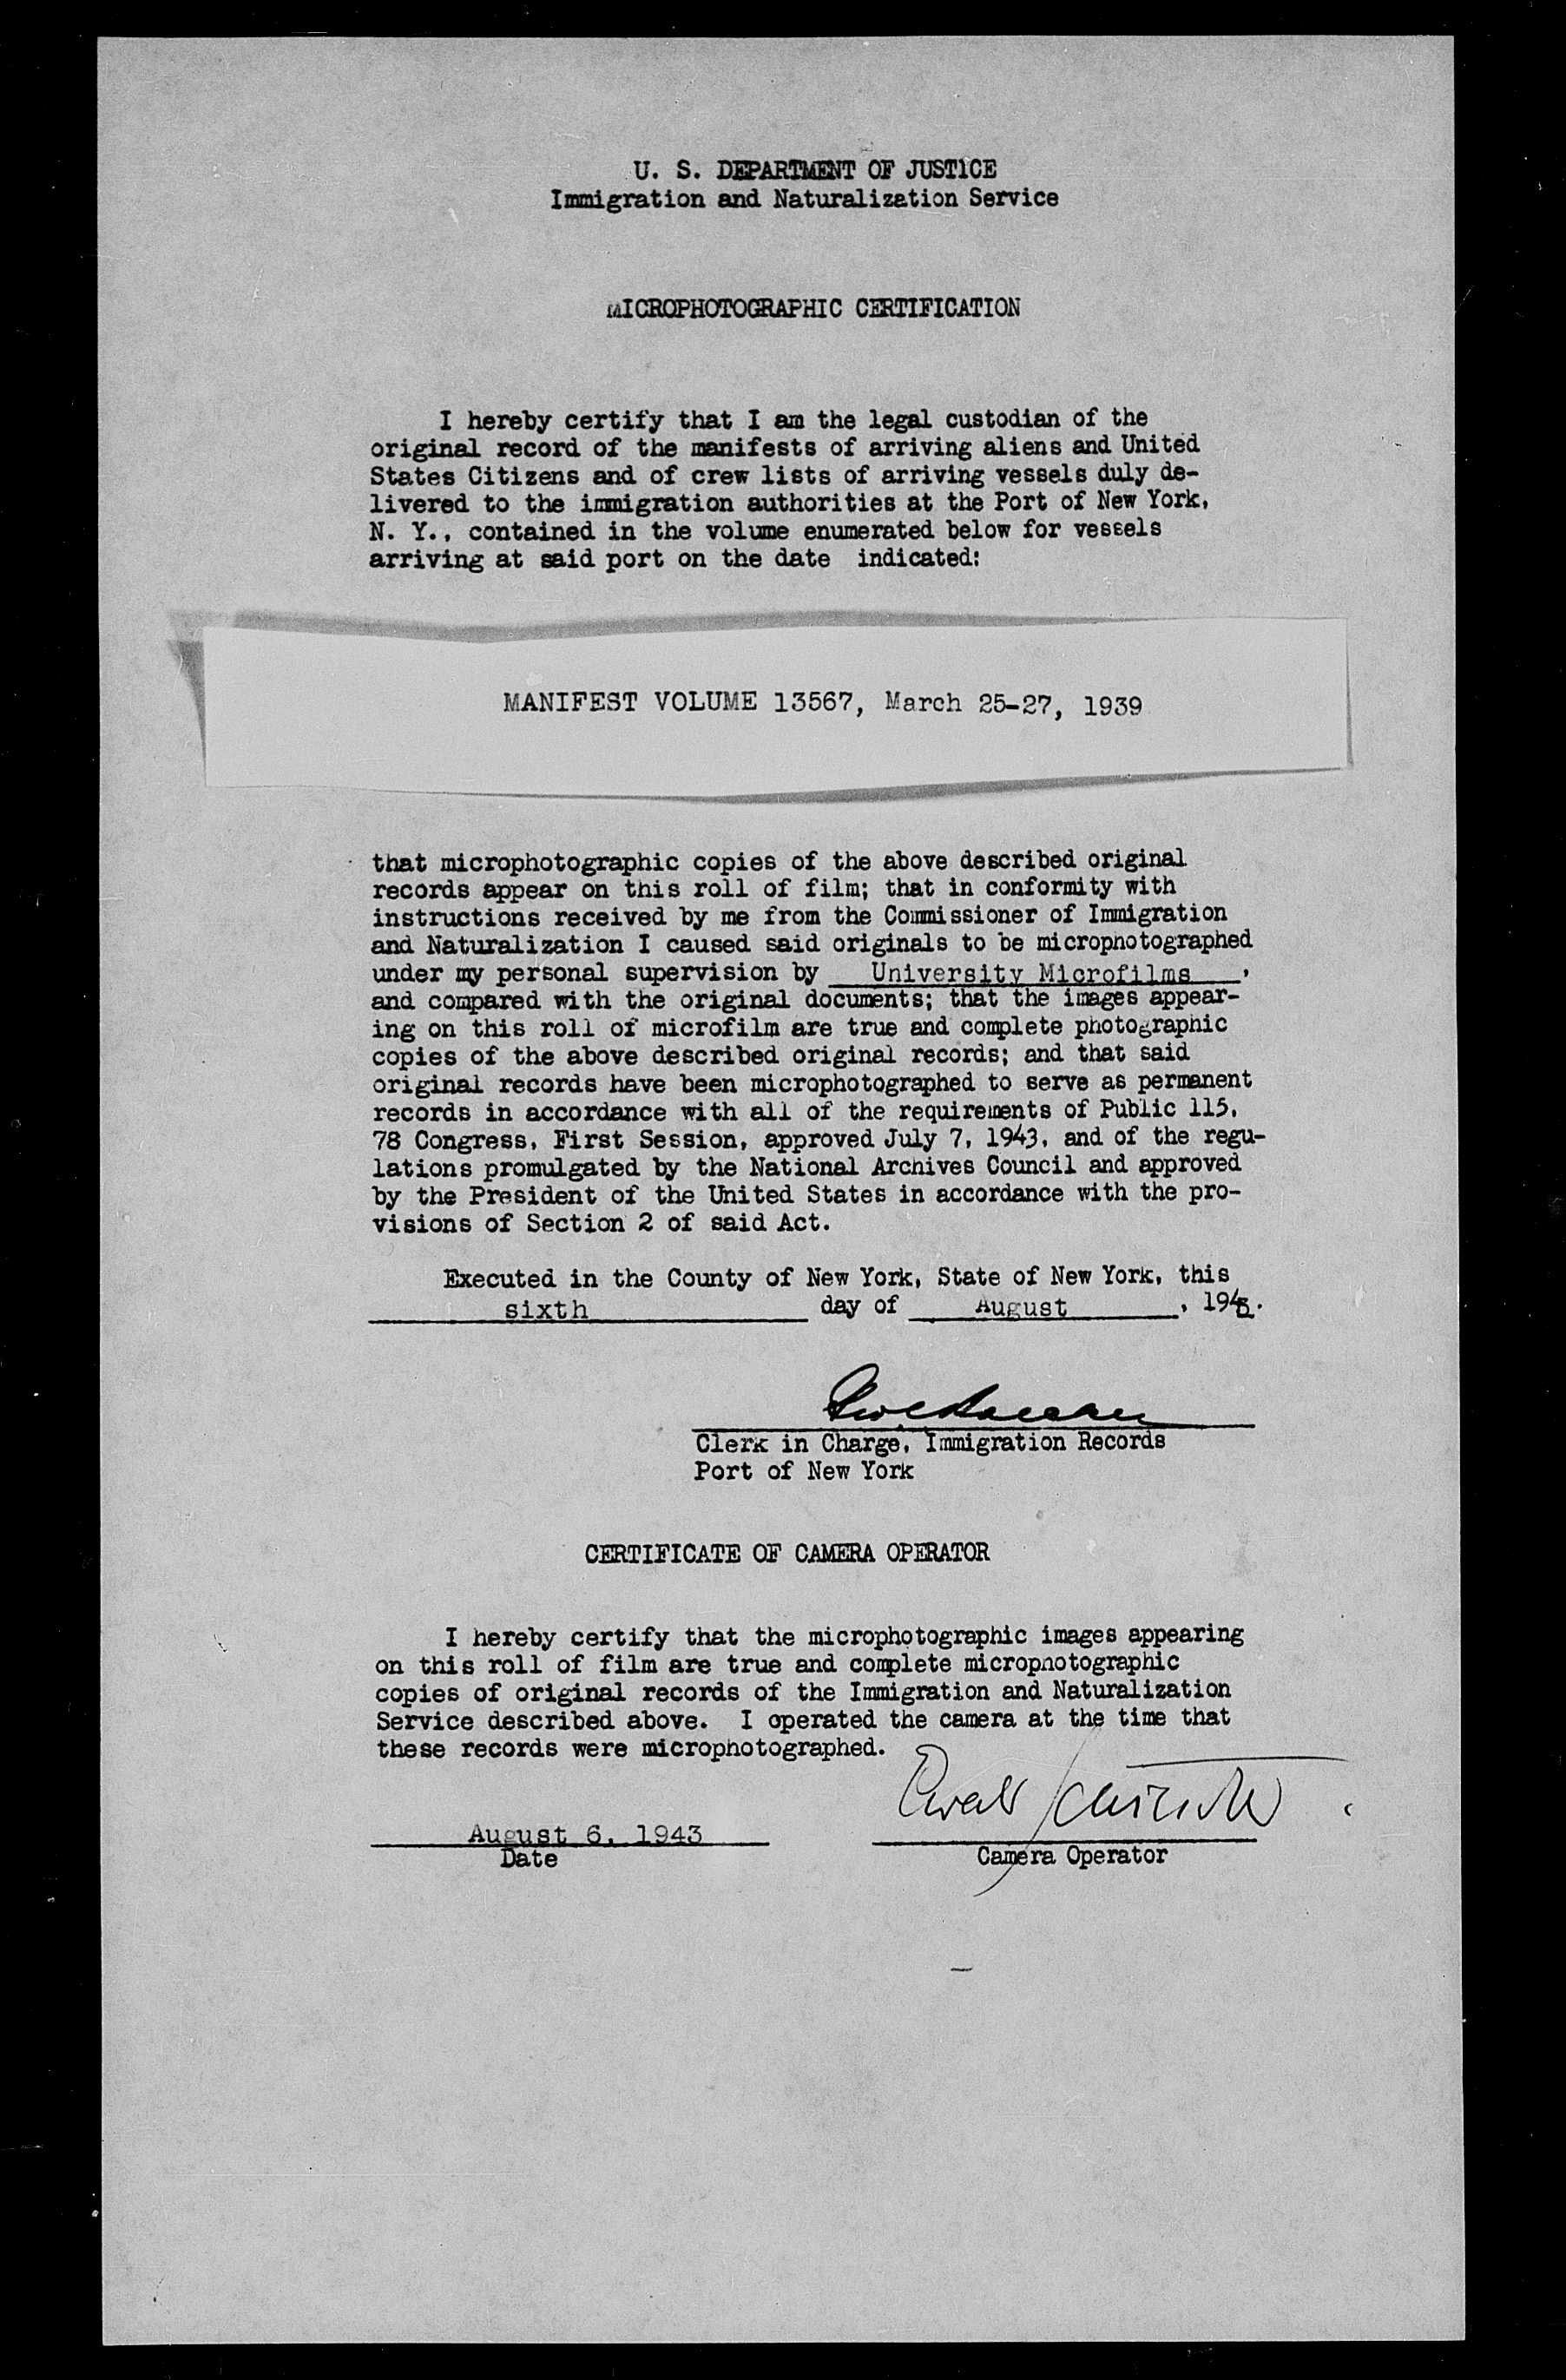 U. S. DEPARTMENT OF JUSTICE
Immigration and Naturalization Service
MICROPHOTOGRAPHIC CERTIFICATION
I hereby certify that I am the legal custodian of the
original record of the manifests of arriving aliens and United
States Citizens and of crew lists of arriving vessels duly de-
livered to the immigration authorities at the Port of New York,
N. Y., contained in the volume enumerated below for vessels
arriving at said port on the date indicated:
MANIFEST VOLUME 13567, March 25-27, 1939
that microphotographic copies of the above described original
records appear on this roll of film; that in conformity with
instructions received by me from the Commissioner of Immigration
and Naturalization I caused said originals to be microphotographed
under my personal supervision by University Microfilms,
and compared with the original documents; that the images appear-
ing on this roll of microfilm are true and complete photographic
copies of the above described original records; and that said
original records have been microphotographed to serve as permanent
records in accordance with all of the requirements of Public 115,
78 Congress, First Session, approved July 7, 1943, and of the regu-
lations promulgated by the National Archives Council and approved
by the President of the United States in accordance with the pro-
visions of Section 2 of said Act.
Executed in the County of New York, State of New York, this
sixth day of August,
Clerk in Charge, Immigration Records
Port of New York
CERTIFICATE OF CAMERA OPERATOR
I hereby certify that the microphotographic images appearing
on this roll of film are true and complete microphotographic
copies of original records of the Immigration and Naturalization
Service described above. I operated the camera at the time that
these records were microphotographed.
August 6, 1943
Date
Camera Operator